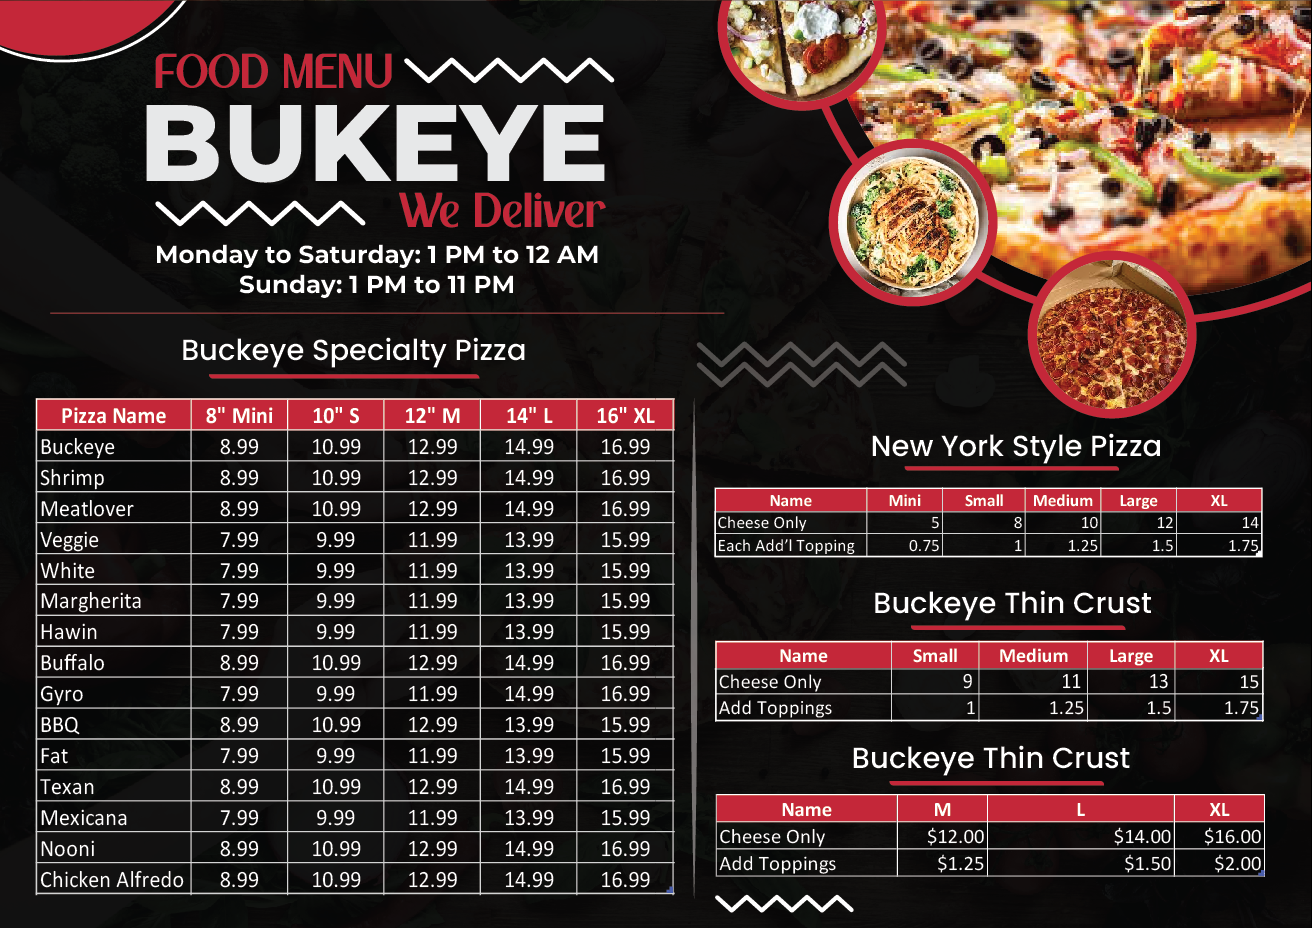 FOOD MENU
BUKEYE
We Deliver
Monday to Saturday: 1 PM to 12 AM
Sunday: 1 PM to 11 PM
Buckeye Specialty Pizza
Pizza Name 8" Mini 10" S 12" M 14" L 16" XL
Buckeye 8.99 10.99 12.99 14.99 16.99
Shrimp 8.99 10.99 12.99 14.99 16.99
Meatlover 8.99 10.99 12.99 14.99 16.99
Veggie 7.99 9.99 11.99 13.99 15.99
White 7.99 9.99 11.99 13.99 15.99
Margherita 7.99 9.99 11.99 13.99 15.99
Hawin 7.99 9.99 11.99 13.99 15.99
Buffalo 8.99 10.99 12.99 14.99 16.99
Gyro 7.99 9.99 11.99 14.99 16.99
BBQ 8.99 10.99 12.99 13.99 15.99
Fat 7.99 9.99 11.99 13.99 15.99
Texan 8.99 10.99 12.99 14.99 16.99
Mexicana 7.99 9.99 11.99 13.99 15.99
Nooni 8.99 10.99 12.99 14.99 16.99
Chicken Alfredo 8.99 10.99 12.99 14.99 16.99
New York Style Pizza
Name Mini Small Medium Large XL
Cheese Only 5 8 10 12 14
Each Add’l Topping 0.75 1 1.25 1.5 1.75
Buckeye Thin Crust
Name Small Medium Large XL
Cheese Only 9 11 13 15
Add Toppings 1 1.25 1.5 1.75
Buckeye Thin Crust
Name M L XL
Cheese Only $12.00 $14.00 $16.00
Add Toppings $1.25 $1.50 $2.00